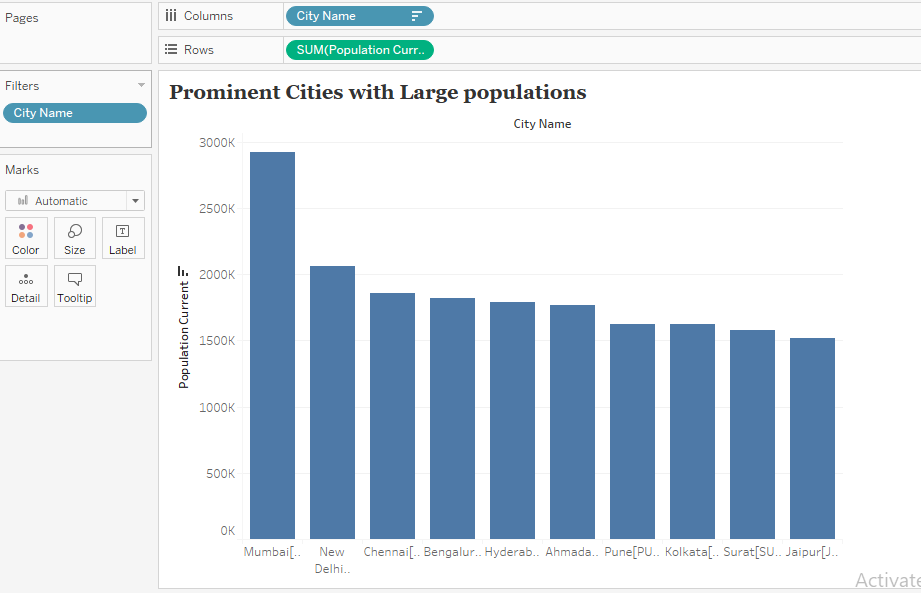 Pages
Columns
City Name
Rows
SUM(Population Curr..
Filters
City Name
Marks
Automatic
Color
Size
Label
Detail
Tooltip
Prominent Cities with Large populations
City Name
3000K
2500K
2000K
1500K
1000K
500K
0K
Population Current
Mumbai[..
New
Delhi..
Chennai[..
Bengalur..
Hyderab..
Ahmada..
Pune[PU..
Kolkata[..
Surat[SU..
Jaipur[J..
Activate